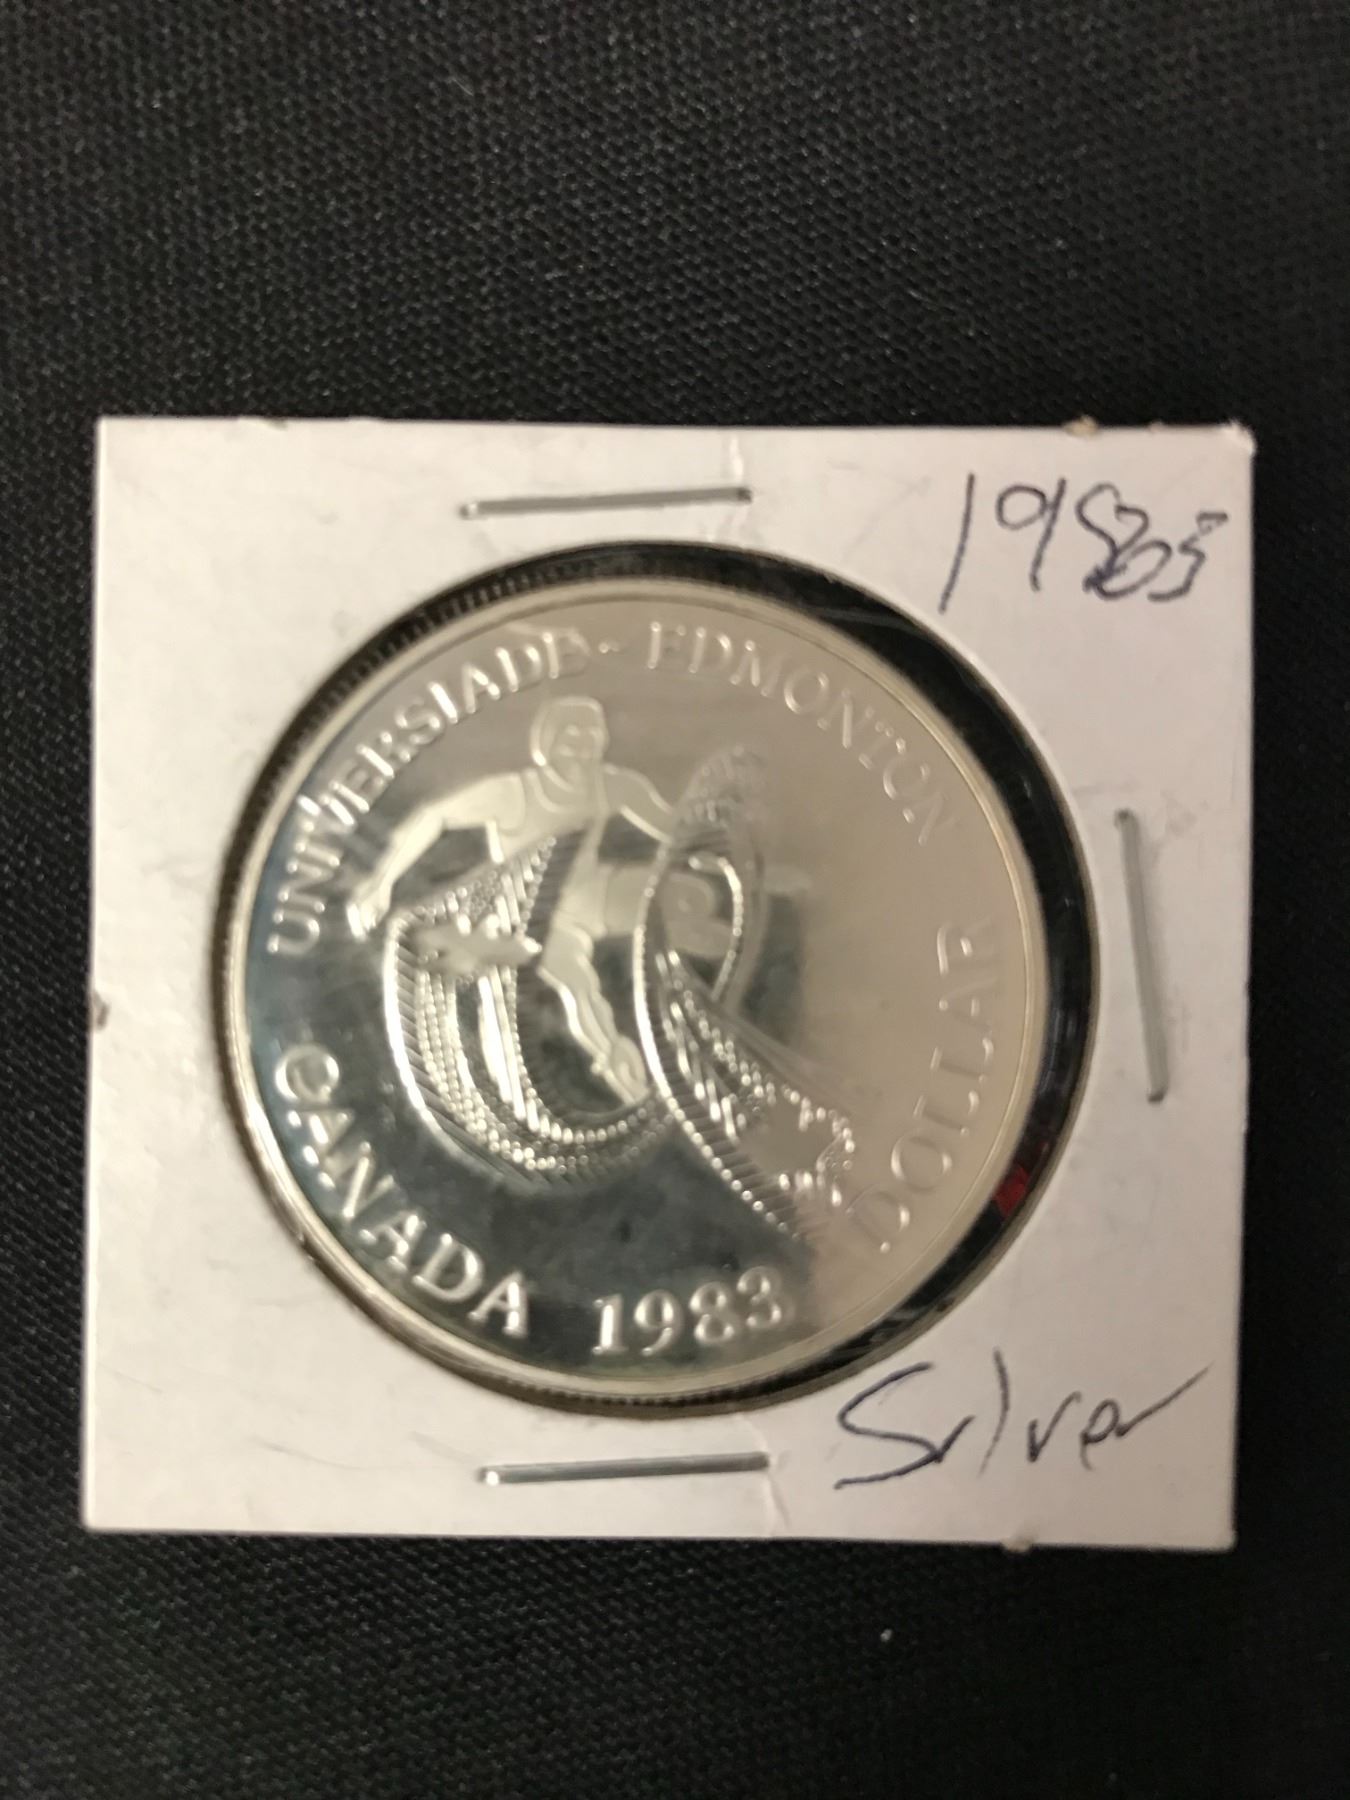 UNIVERSIADE - EDMONTON
CANADA 1983 DOLLAR
Silver